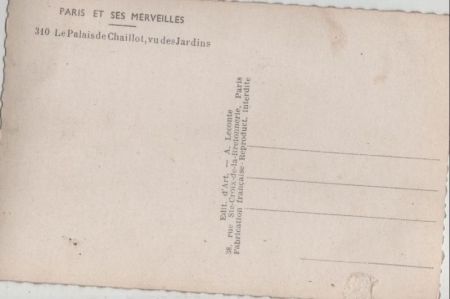 PARIS ET SES MERVEILLES
310 Le Palais de Chaillot, vu des Jardins
Edit. d'Art. — A. Leconte
38, rue Ste-Croix-de-la-Bretonnerie, Paris
Fabrication française - Reproduct. interdite